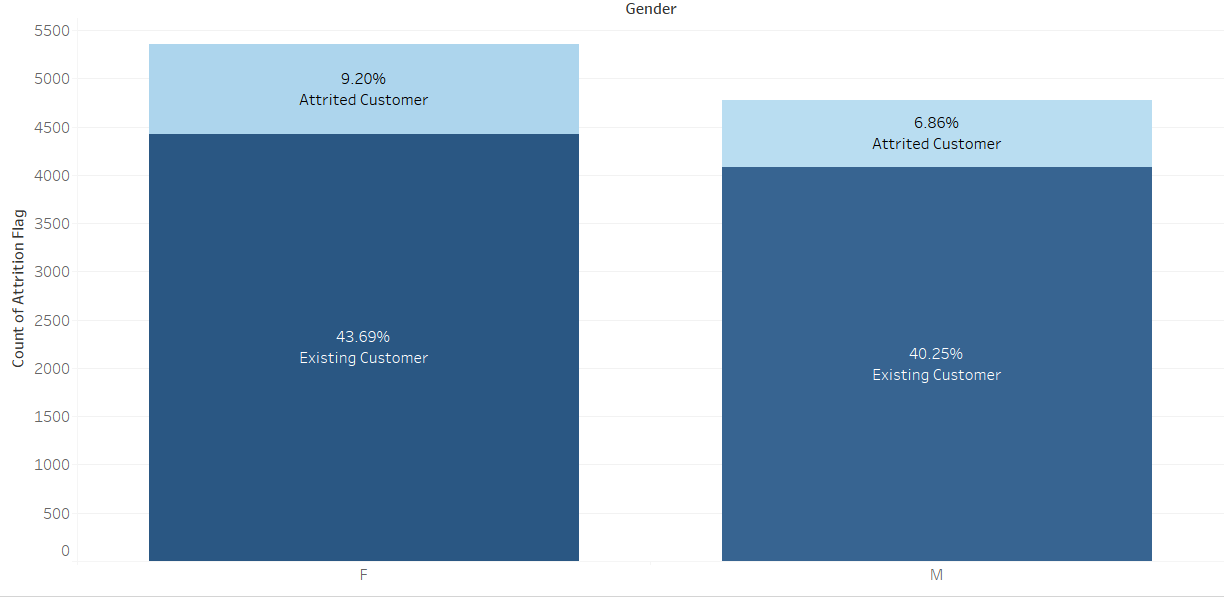 Gender
5500
5000
4500
4000
3500
3000
2500
2000
1500
1000
500
0
Count of Attrition Flag
9.20%
Attrited Customer
43.69%
Existing Customer
6.86%
Attrited Customer
40.25%
Existing Customer
F
M